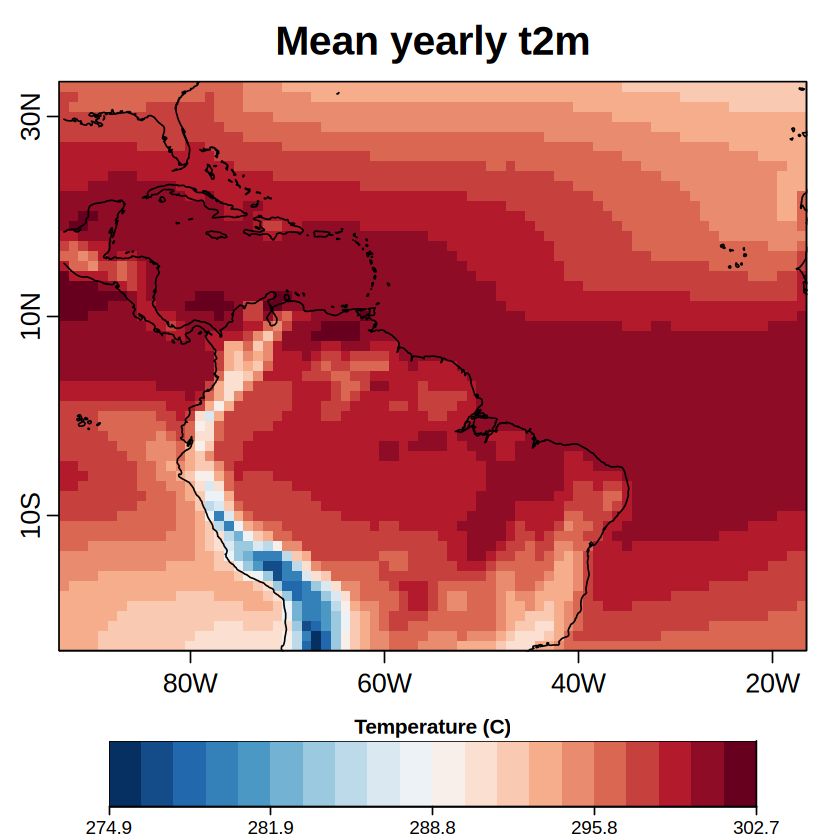 Mean yearly t2m
30N
10N
10S
80W 60W 40W 20W
Temperature (C)
274.9 281.9 288.8 295.8 302.7